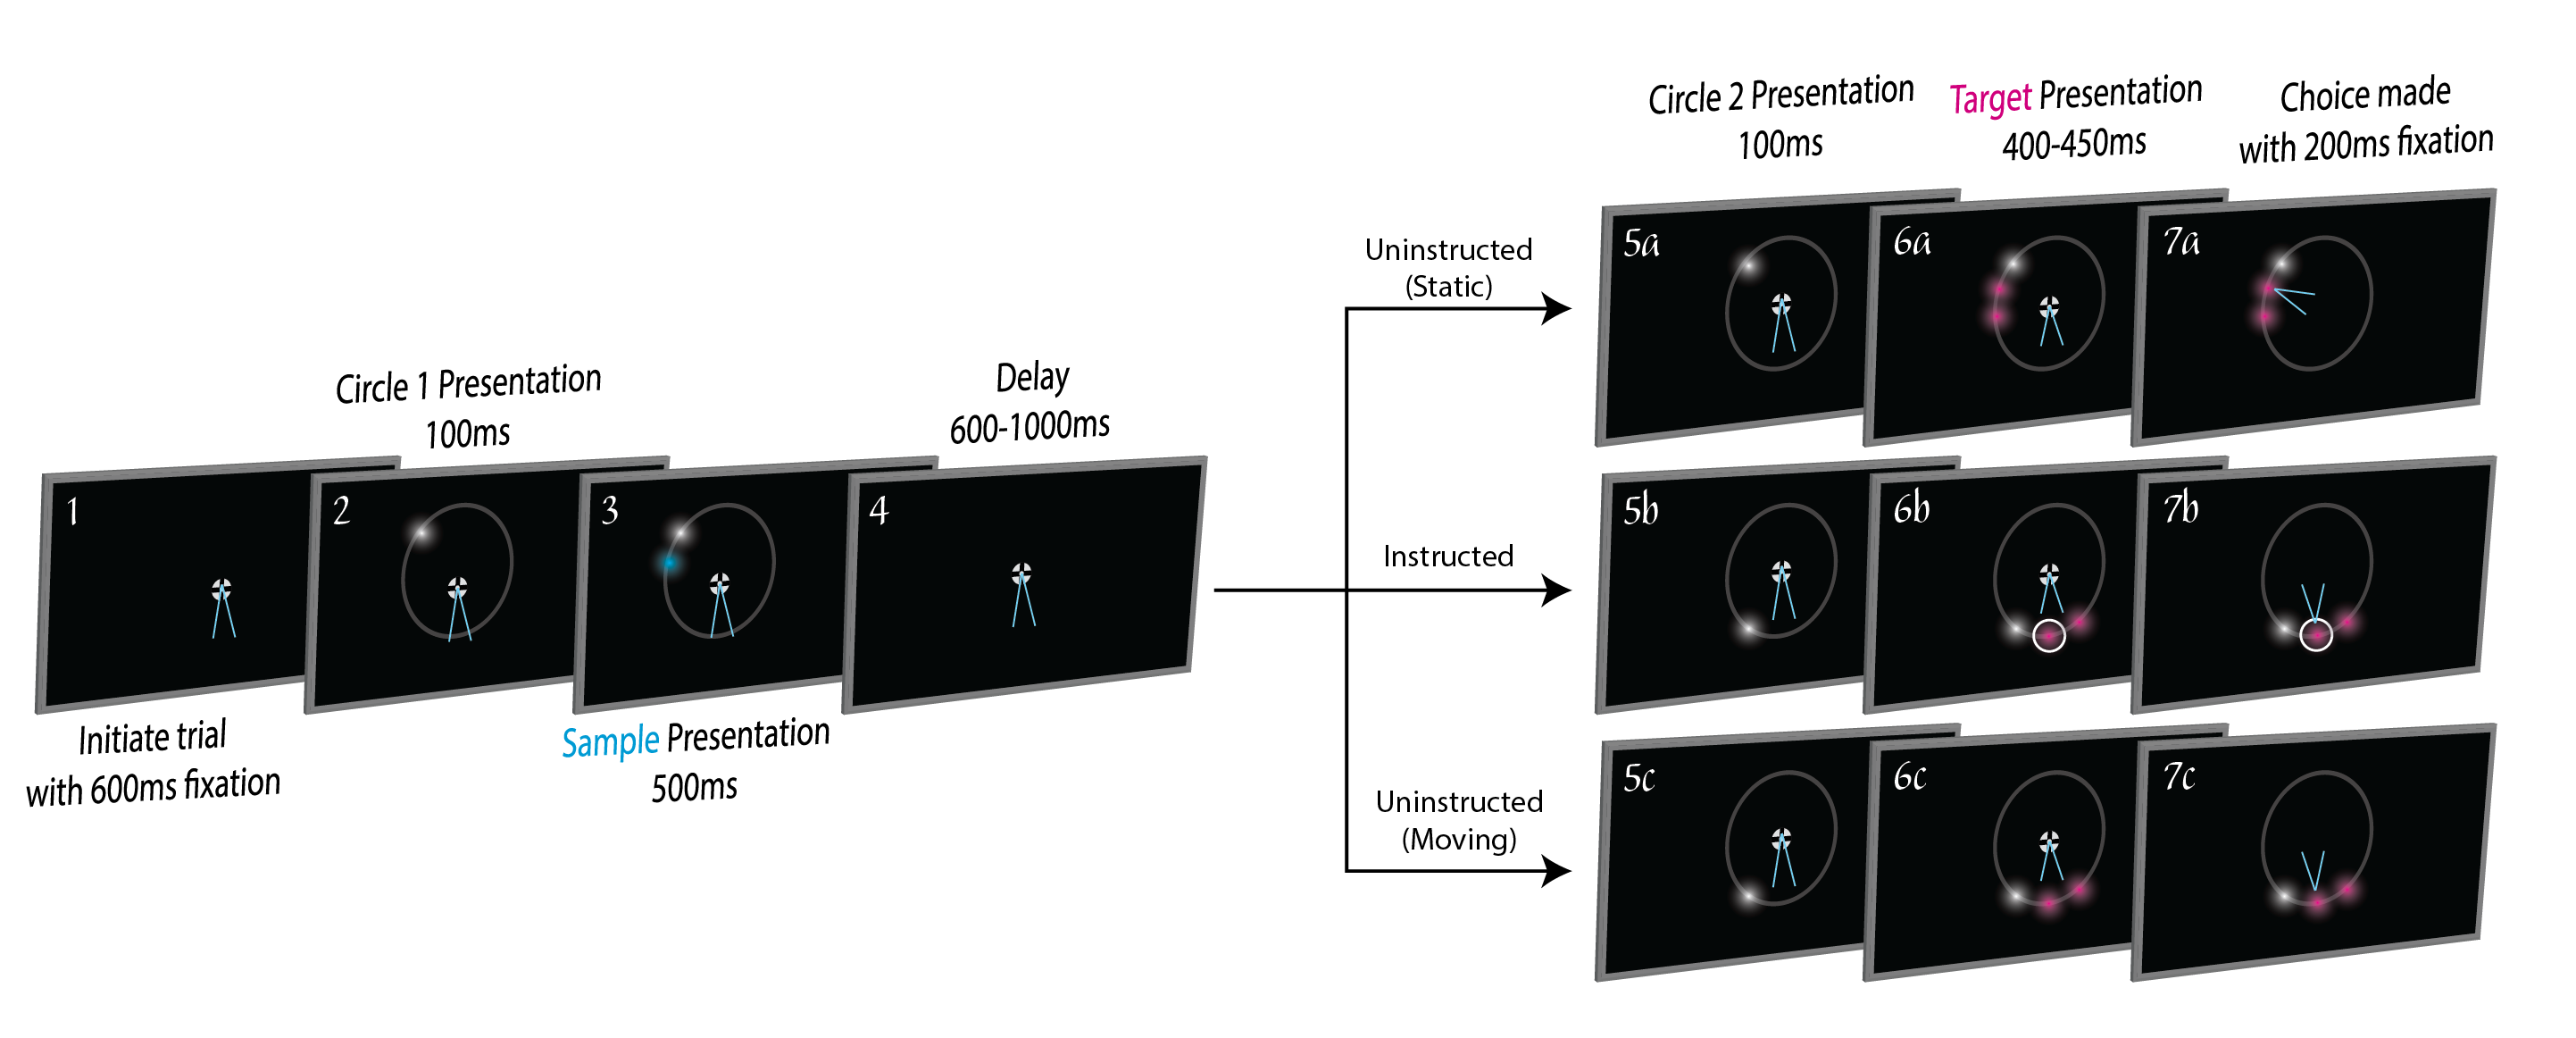 Circle 2 Presentation
100ms
Target Presentation
400-450ms
Choice made
with 200ms fixation
5a
6a
7a
Uninstructed
(Static)
Circle 1 Presentation
100ms
Delay
600-1000ms
1
2
3
4
Initiate trial
with 600ms fixation
Sample Presentation
500ms
Instructed
5b
6b
7b
Uninstructed
(Moving)
5c
6c
7c